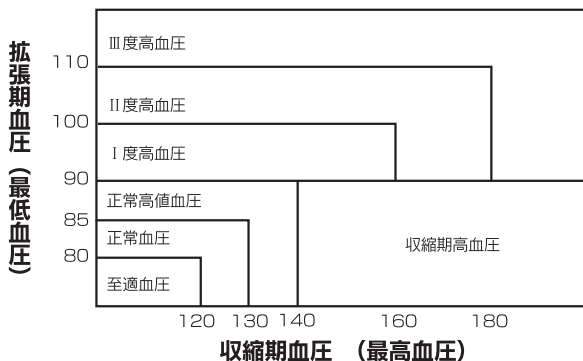 拡張期血圧（最低血圧）
Ⅲ度高血圧
110
Ⅱ度高血圧
100
Ⅰ度高血圧
90
正常高値血圧
85
正常血圧
収縮期高血圧
80
至適血圧
120 130 140 160 180
収縮期血圧 （最高血圧）